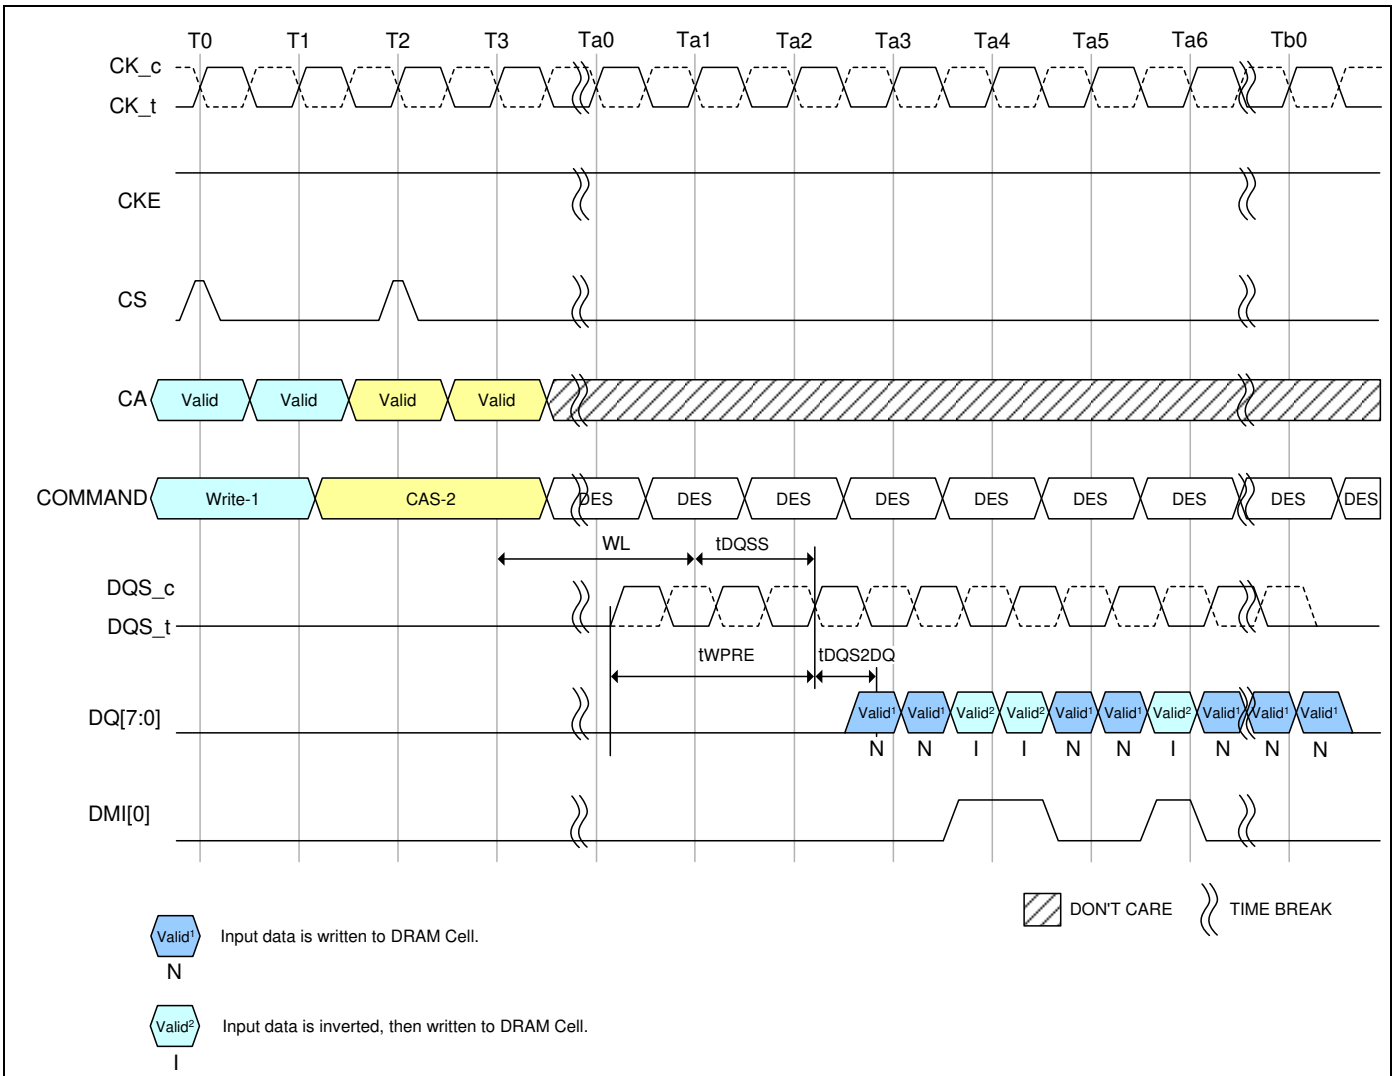 T0 T1 T2 T3 Ta0 Ta1 Ta2 Ta3 Ta4 Ta5 Ta6 Tb0
CK_c
CK_t
CKE
CS
CA Valid Valid Valid Valid
COMMAND Write-1 CAS-2 DES DES DES DES DES DES DES DES DES
WL tDQSS
DQS_c
DQS_t
tWPRE tDQS2DQ
DQ[7:0] Valid¹ Valid¹ Valid² Valid² Valid¹ Valid¹ Valid² Valid¹ Valid¹ Valid¹
N N I I N N I N N N
DMI[0]
DON'T CARE TIME BREAK
Valid¹ Input data is written to DRAM Cell.
N
Valid² Input data is inverted, then written to DRAM Cell.
I